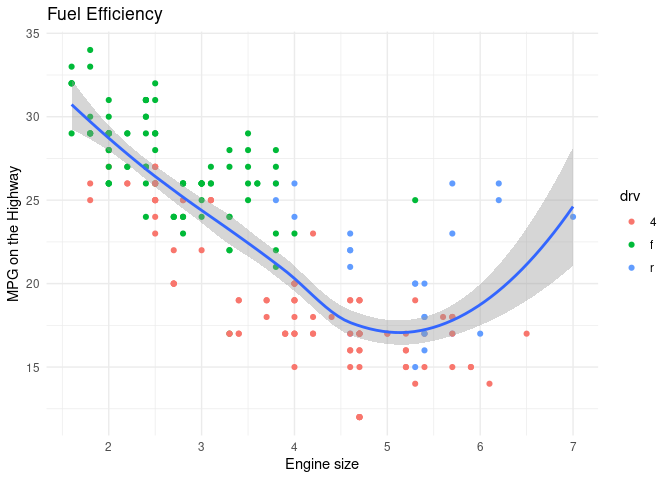 Fuel Efficiency
MPG on the Highway
35
30
25
20
15
2 3 4 5 6 7
Engine size
drv
4
f
r